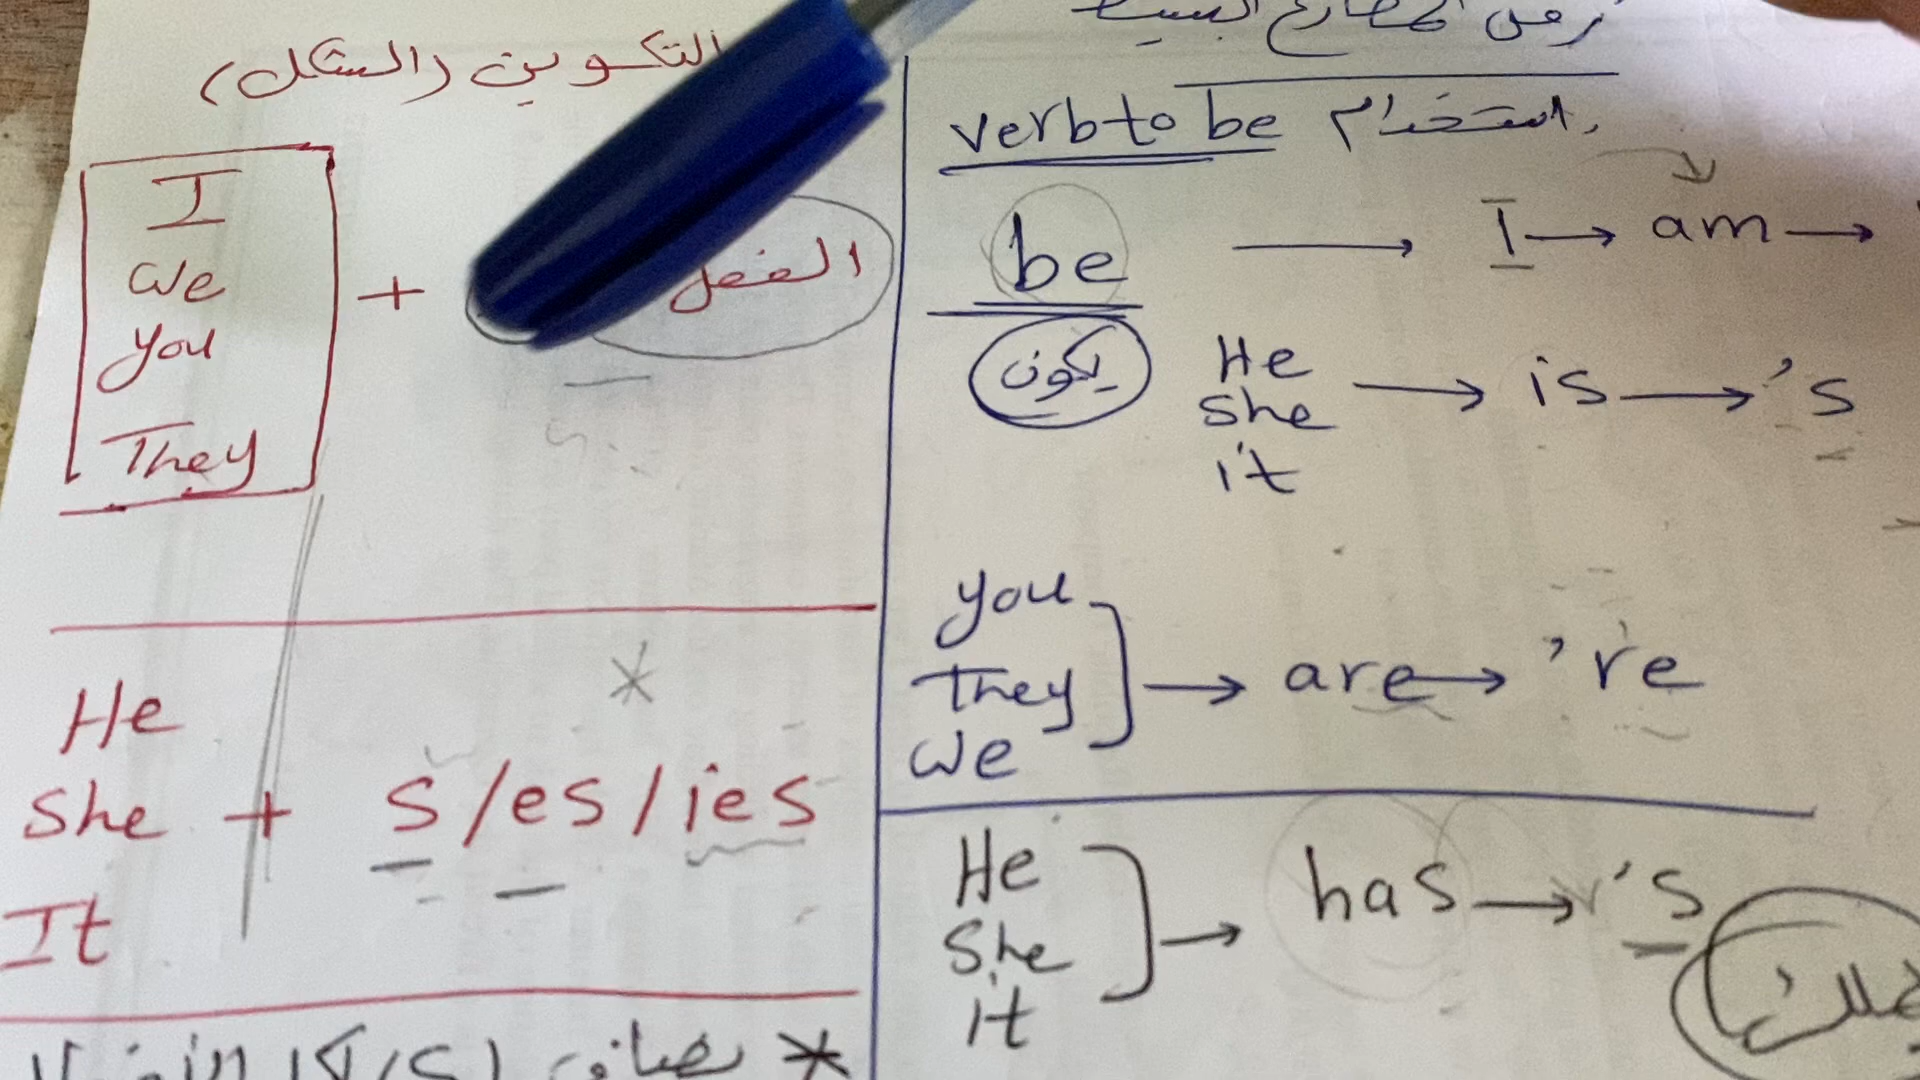 التكوين (الشكل)
I
We
you
They
+
الفعل
He
She
It
+ s / es / ies
زمن المضارع البسيط
استخدام verb to be
be → I → am →
يكون
He
She
it
→ is → 's
you
They
We
→ are → 're
He
She
it
→ has → 's